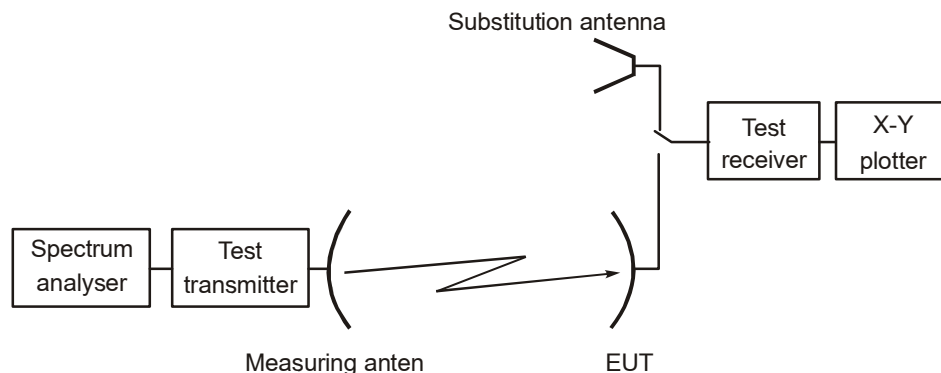 Substitution antenna
Test
receiver
X-Y
plotter
Spectrum
analyser
Test
transmitter
Measuring anten
EUT